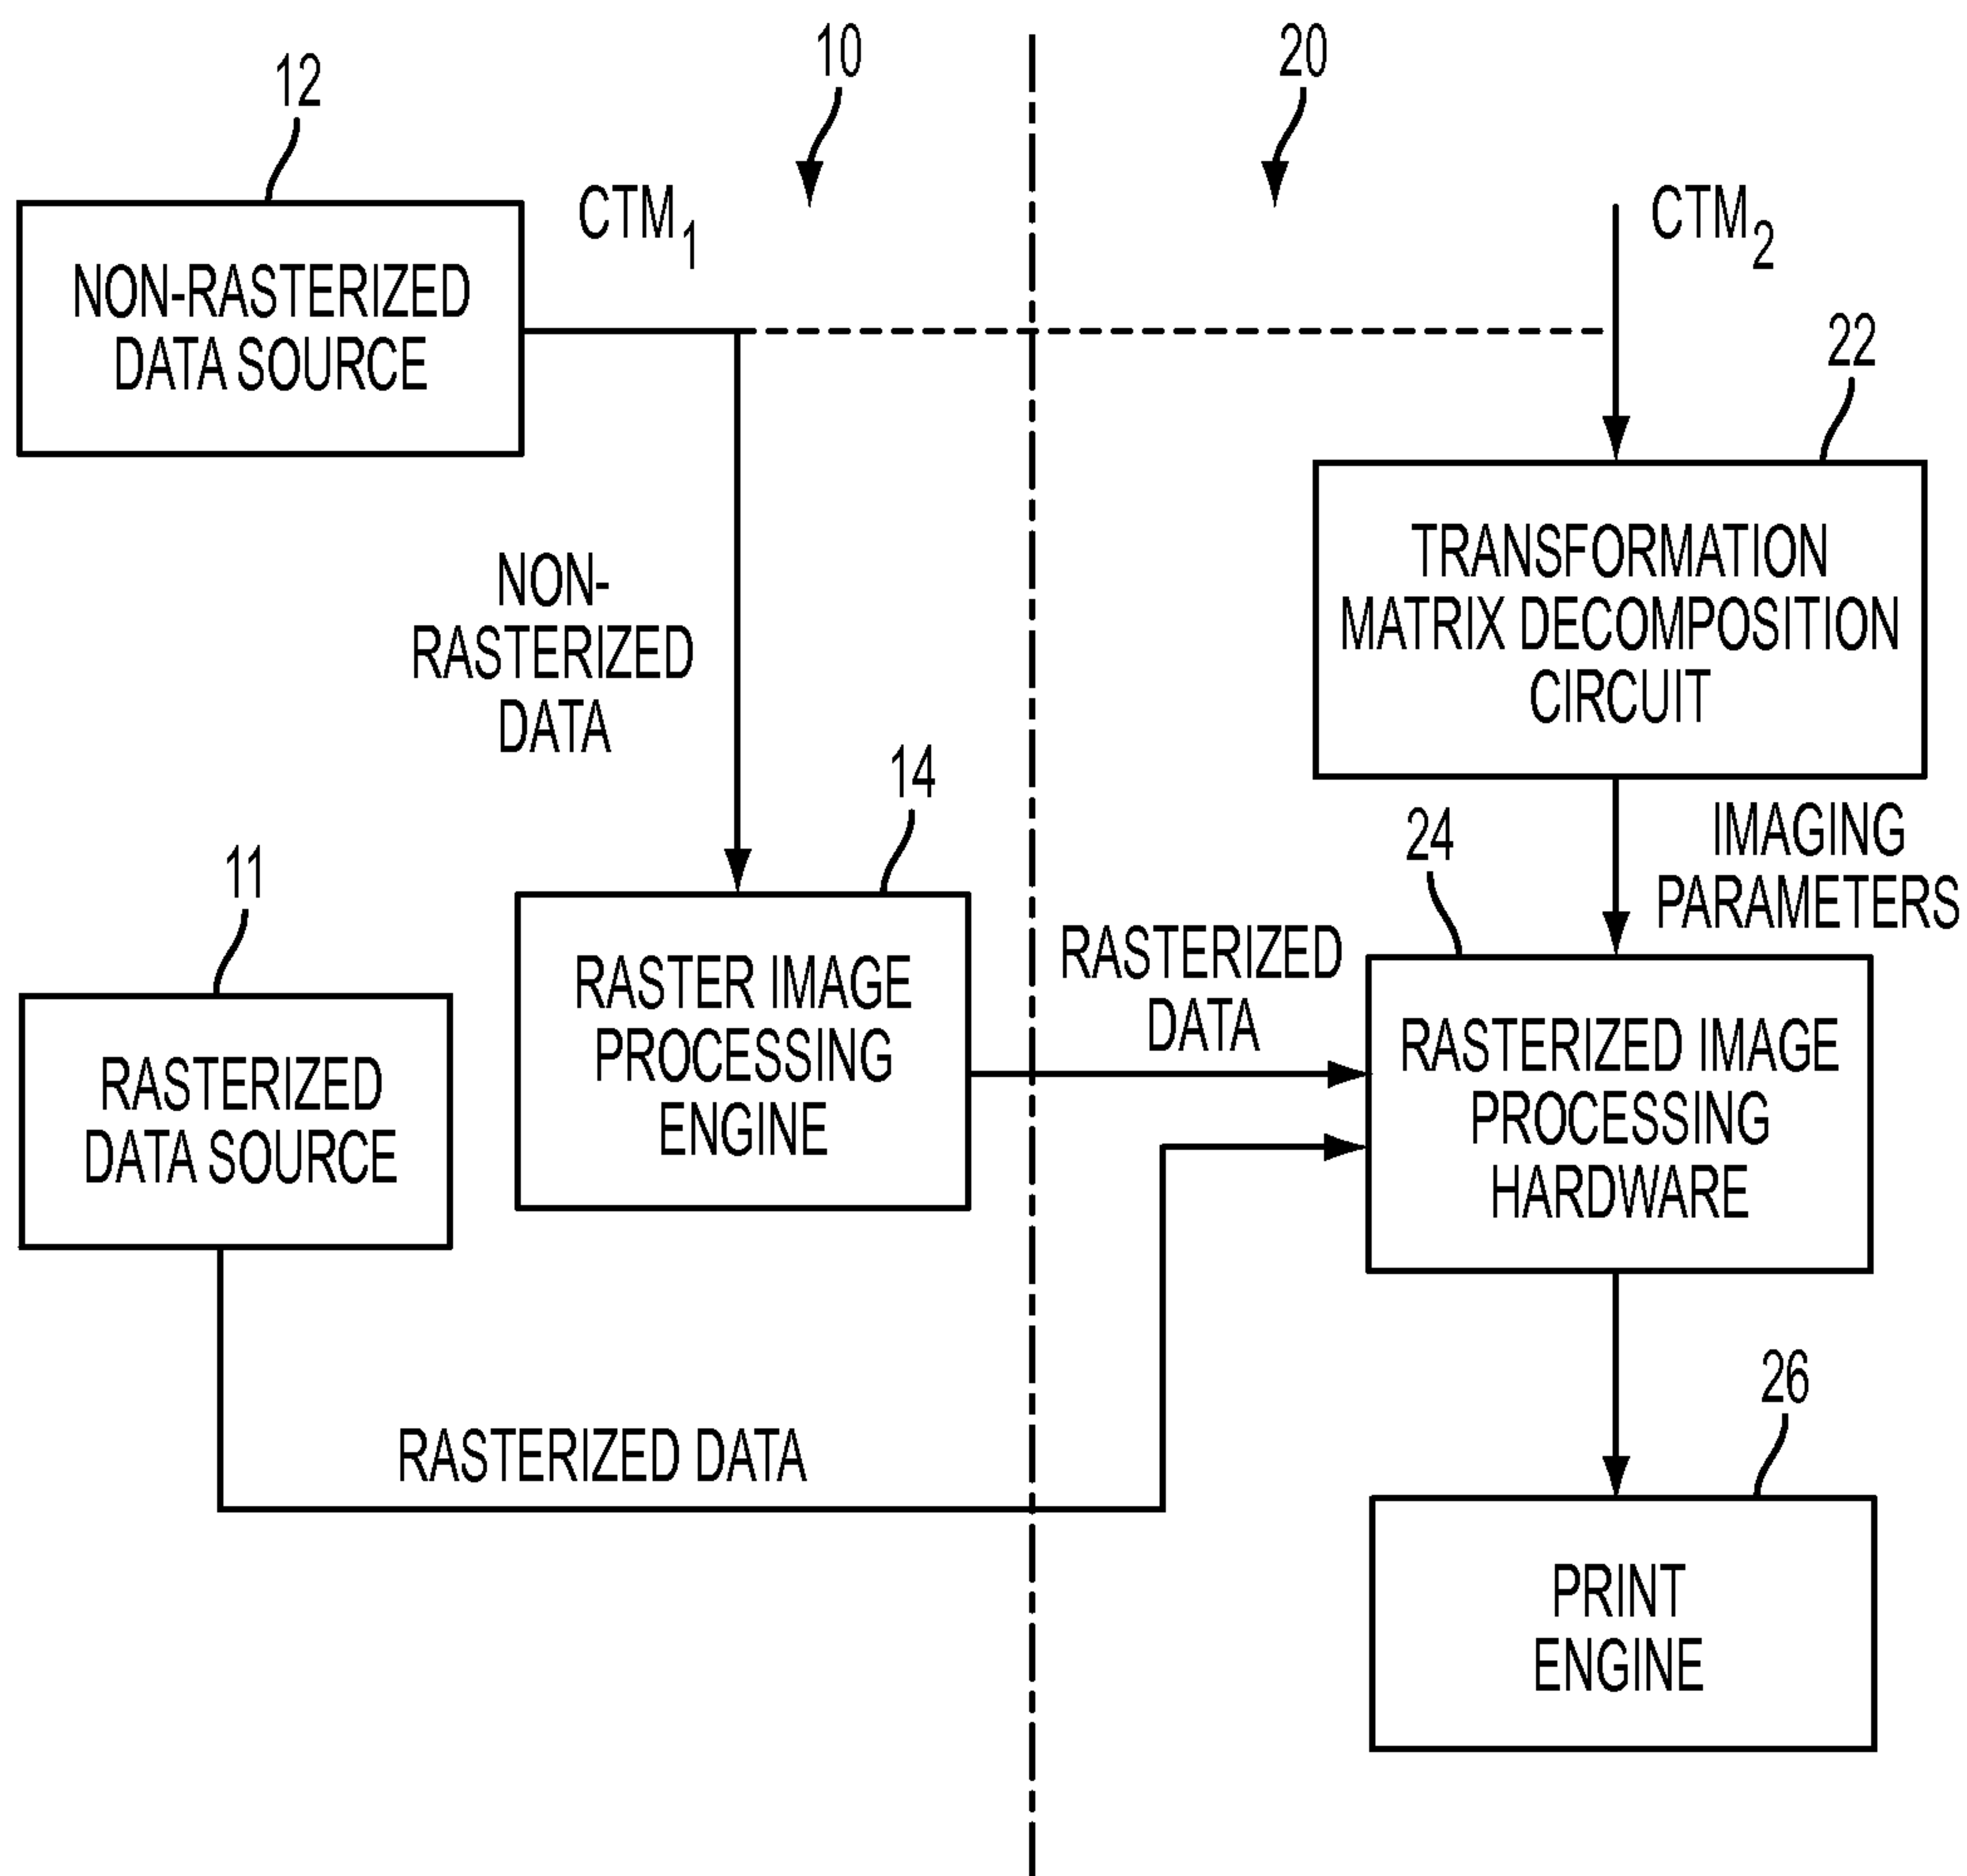 10
20
12
CTM1
CTM2
NON-RASTERIZED
DATA SOURCE
22
TRANSFORMATION
MATRIX DECOMPOSITION
CIRCUIT
NON-
RASTERIZED
DATA
14
24
IMAGING
PARAMETERS
11
RASTER IMAGE
PROCESSING
ENGINE
RASTERIZED
DATA
RASTERIZED IMAGE
PROCESSING
HARDWARE
RASTERIZED
DATA SOURCE
26
RASTERIZED DATA
PRINT
ENGINE